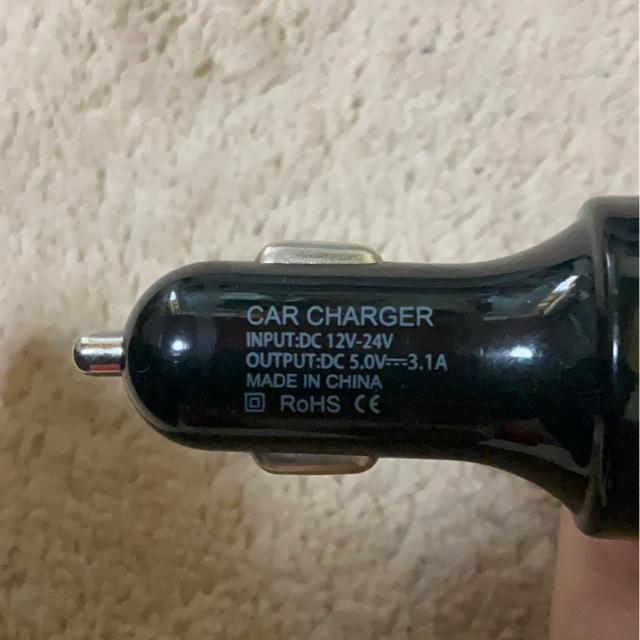 CAR CHARGER
INPUT:DC 12V-24V
OUTPUT:DC 5.0V⎓3.1A
MADE IN CHINA
RoHS CE